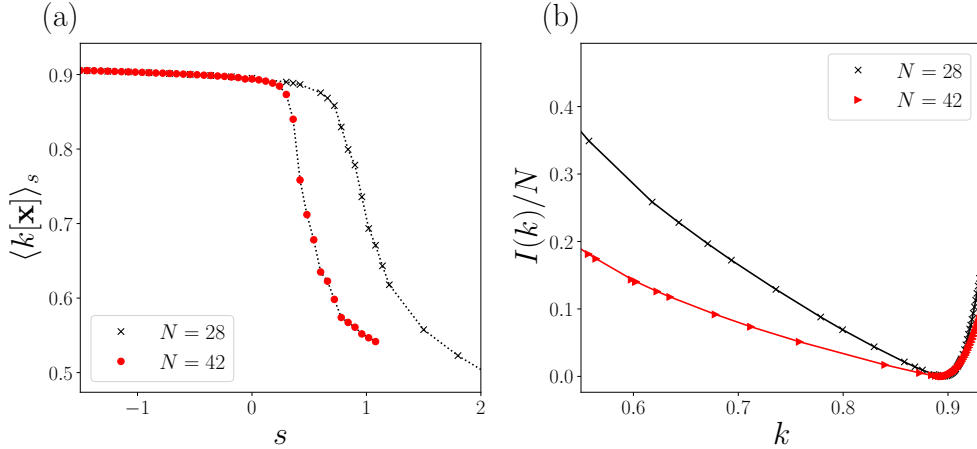 (a)
0.9
0.8
0.7
0.6
0.5
⟨k[𝐱]⟩ₛ
−1
0
1
2
s
N = 28
N = 42
(b)
0.4
0.3
0.2
0.1
0.0
I(k)/N
0.6
0.7
0.8
0.9
k
N = 28
N = 42